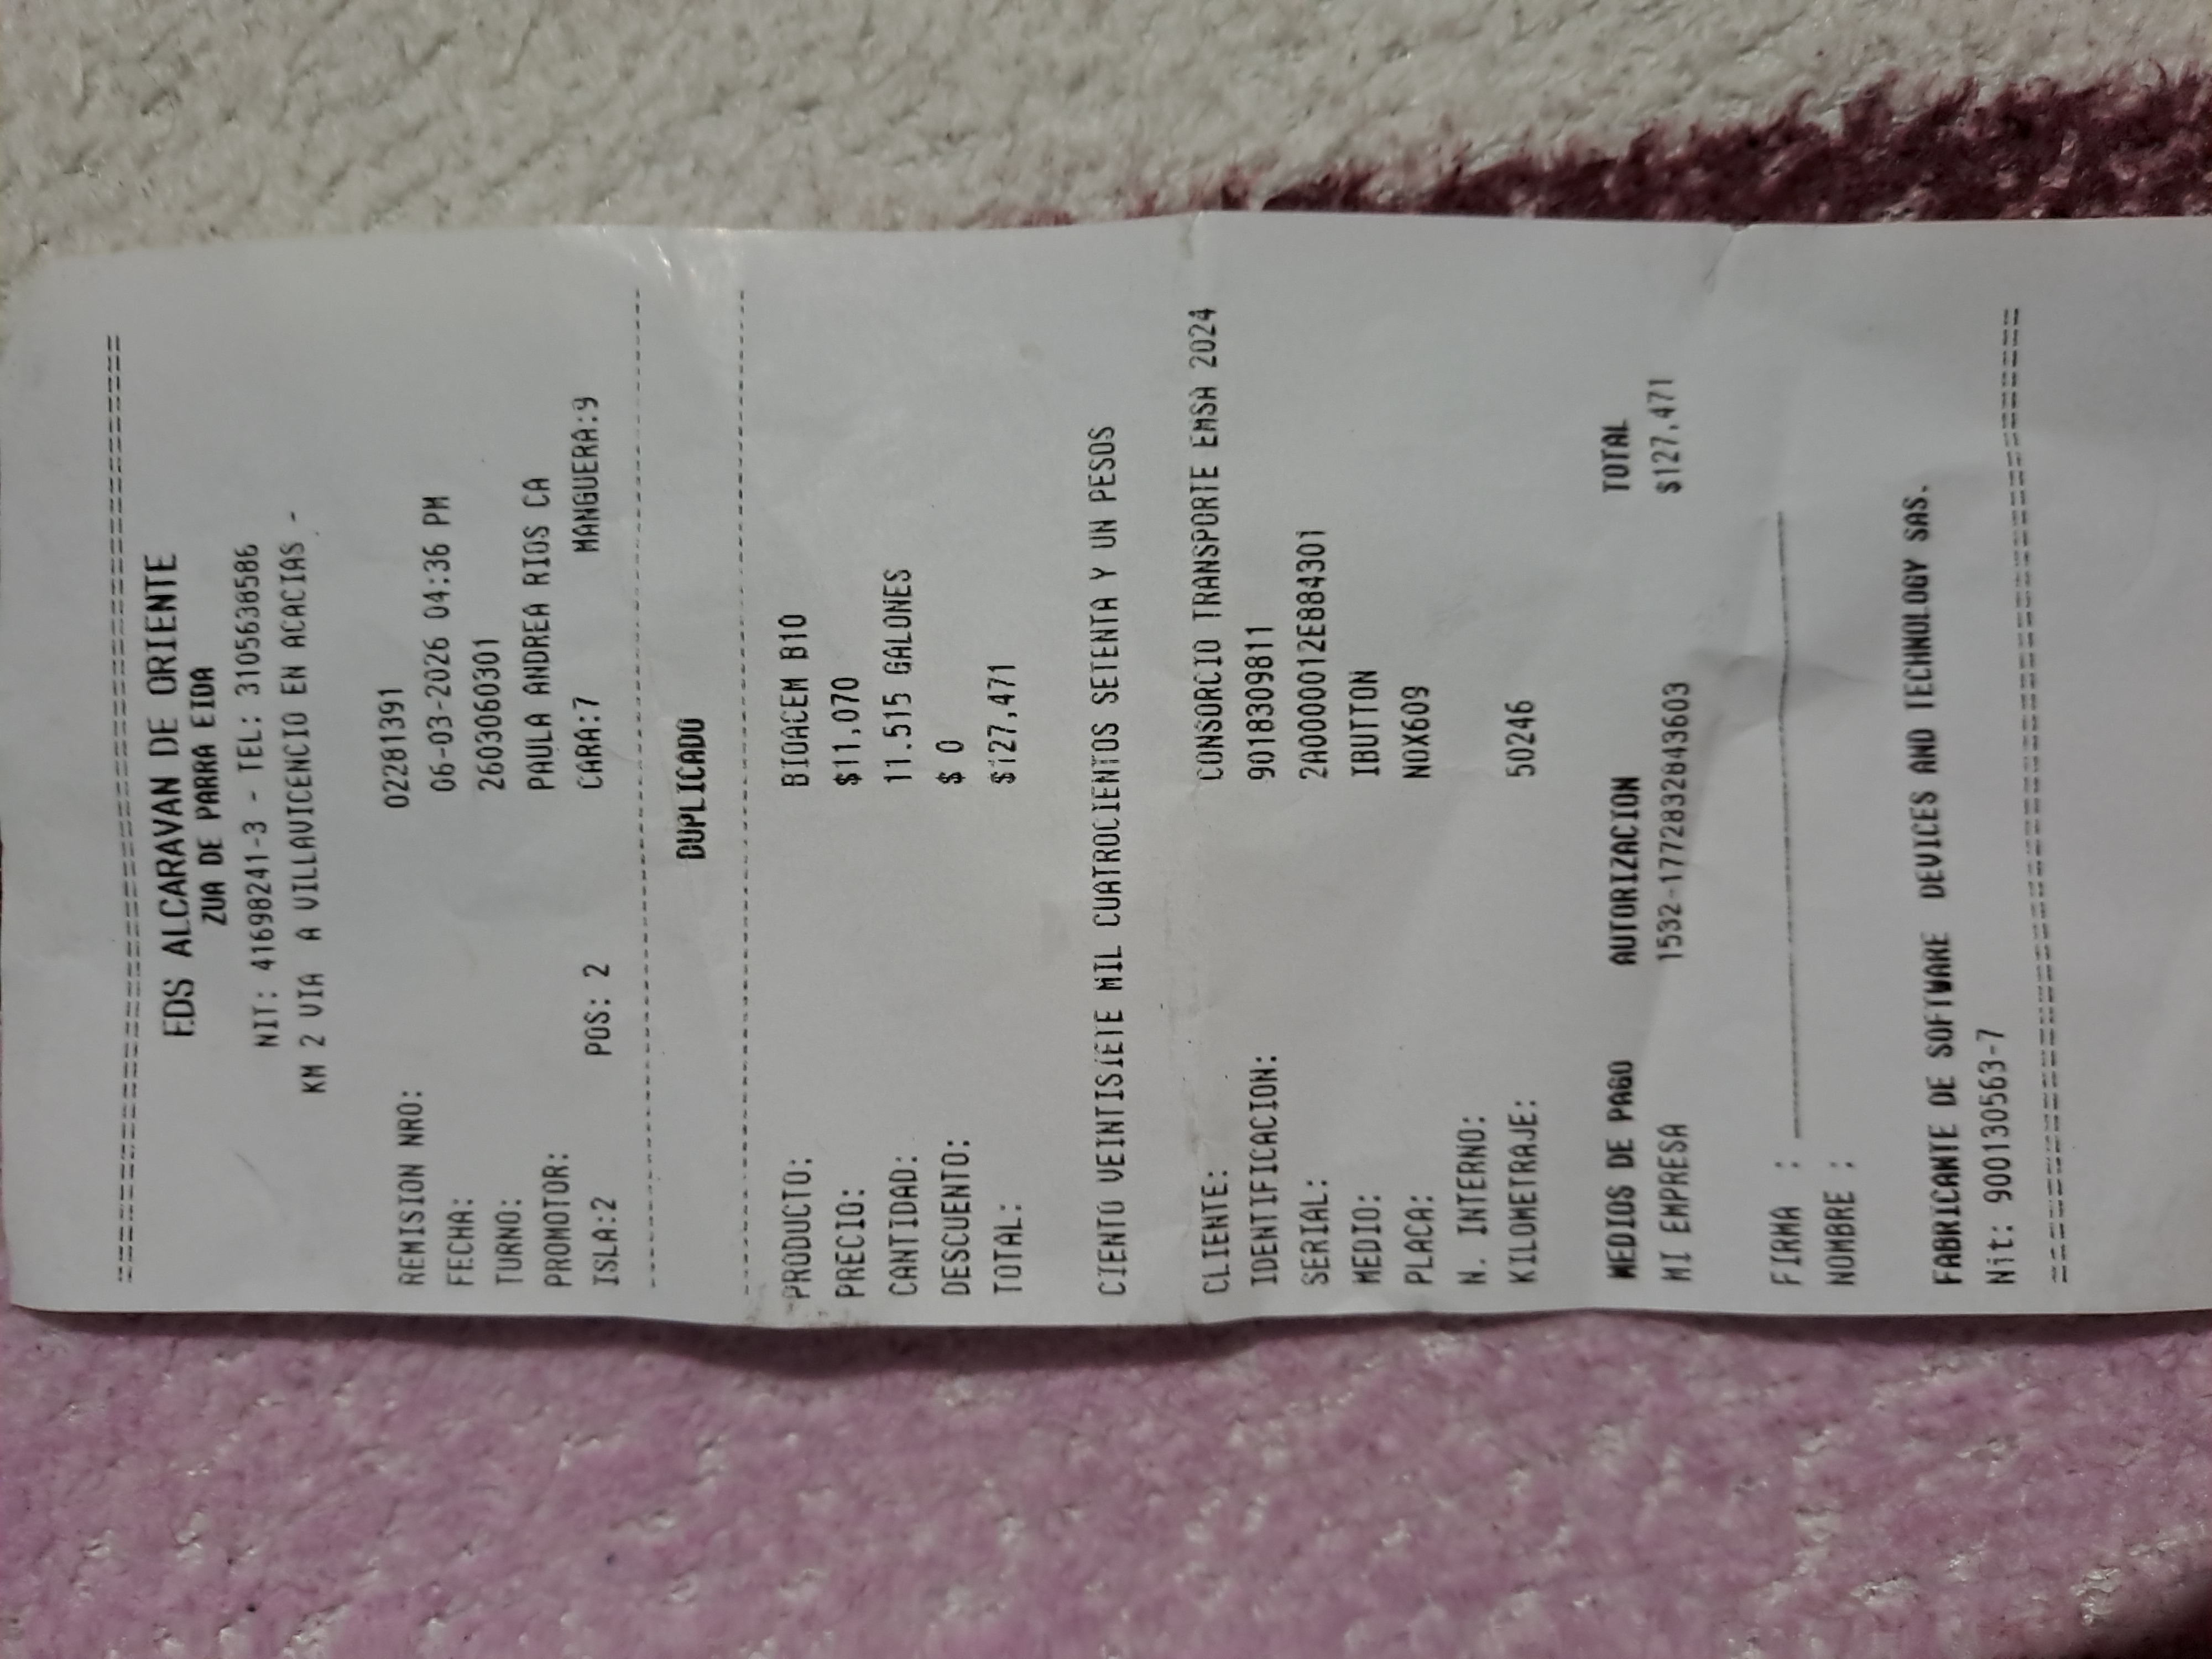 ================================================
EDS ALCARAVAN DE ORIENTE
ZUA DE PARRA EIDA
NIT: 41698241-3 - TEL: 3105638586
KM 2 VIA A VILLAVICENCIO EN ACACIAS -
REMISION NRO: 02281391
FECHA: 06-03-2026 04:36 PM
TURNO: 2603060301
PROMOTOR: PAULA ANDREA RIOS CA
ISLA:2 POS: 2 CARA:7 MANGUERA:9
------------------------------------------------
DUPLICADO
------------------------------------------------
PRODUCTO: BIOACEM B10
PRECIO: $11,070
CANTIDAD: 11.515 GALONES
DESCUENTO: $ 0
TOTAL: $127,471
CIENTO VEINTISIETE MIL CUATROCIENTOS SETENTA Y UN PESOS
CLIENTE: CONSORCIO TRANSPORTE EMSA 2024
IDENTIFICACION: 9018309811
SERIAL: 2A0000012E884301
MEDIO: IBUTTON
PLACA: NOX609
N. INTERNO:
KILOMETRAJE: 50246
MEDIOS DE PAGO AUTORIZACION TOTAL
MI EMPRESA 1532-1772832843603 $127,471
FIRMA : ______________________
NOMBRE :
FABRICANTE DE SOFTWARE DEVICES AND TECHNOLOGY SAS.
Nit: 900130563-7
================================================